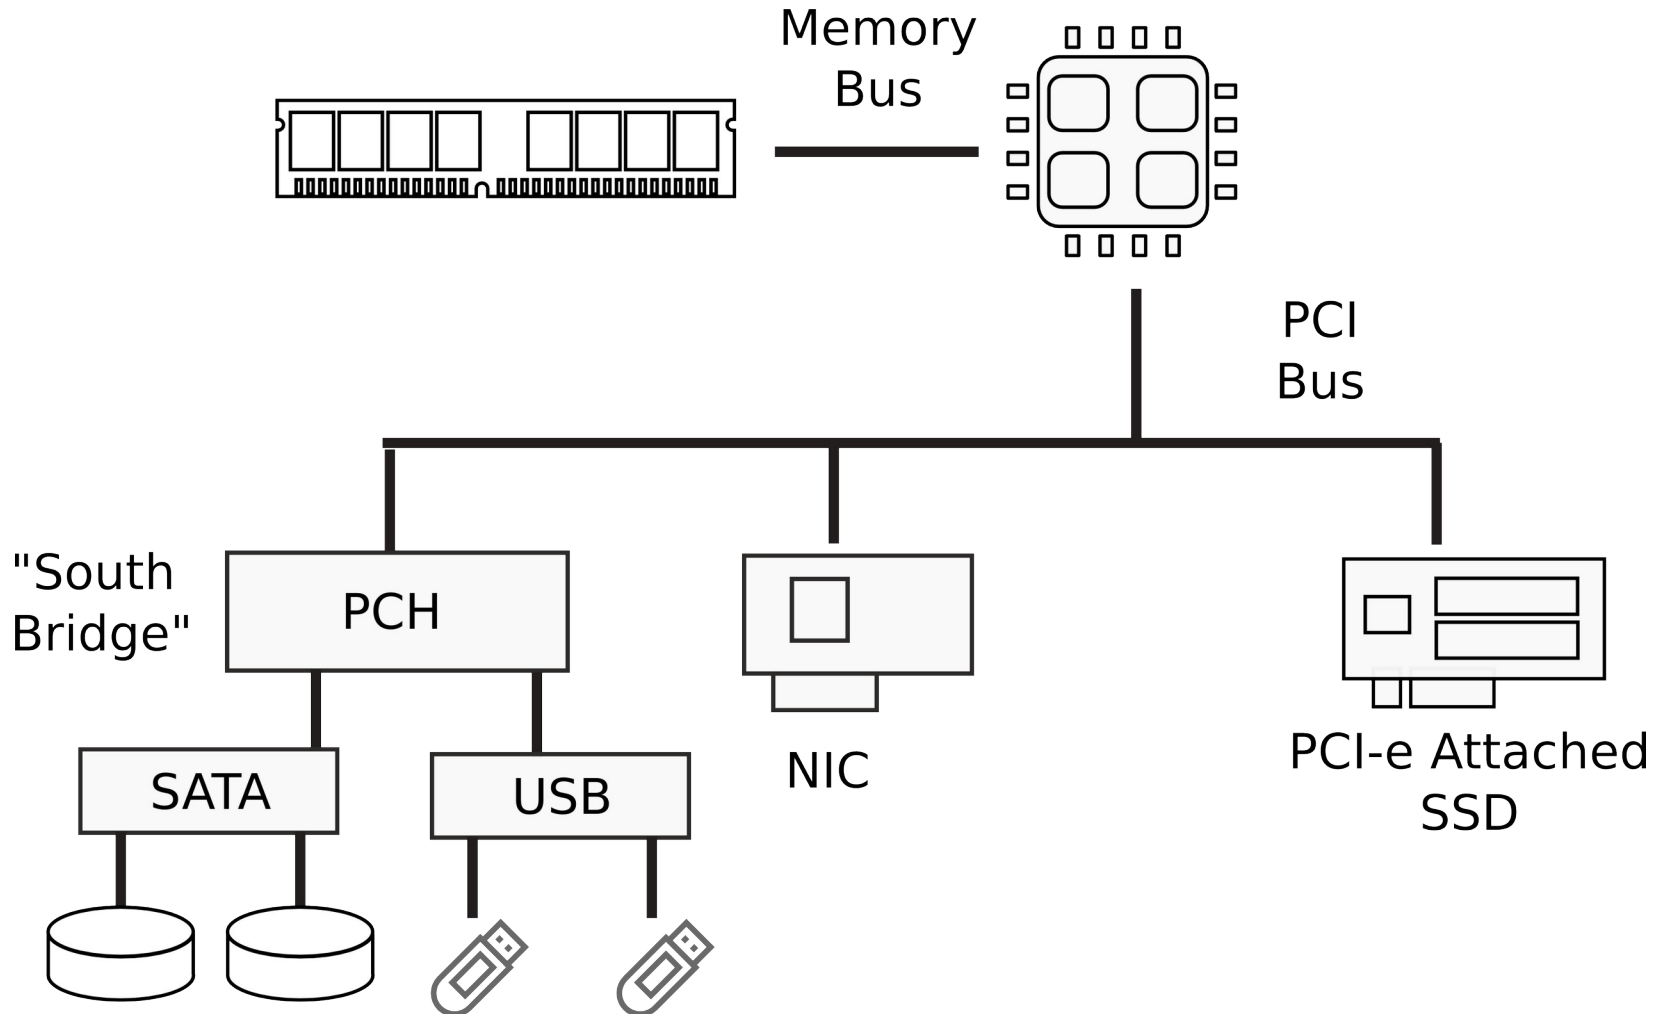 Memory
Bus
PCI
Bus
"South
Bridge"
PCH
SATA
USB
NIC
PCI-e Attached
SSD